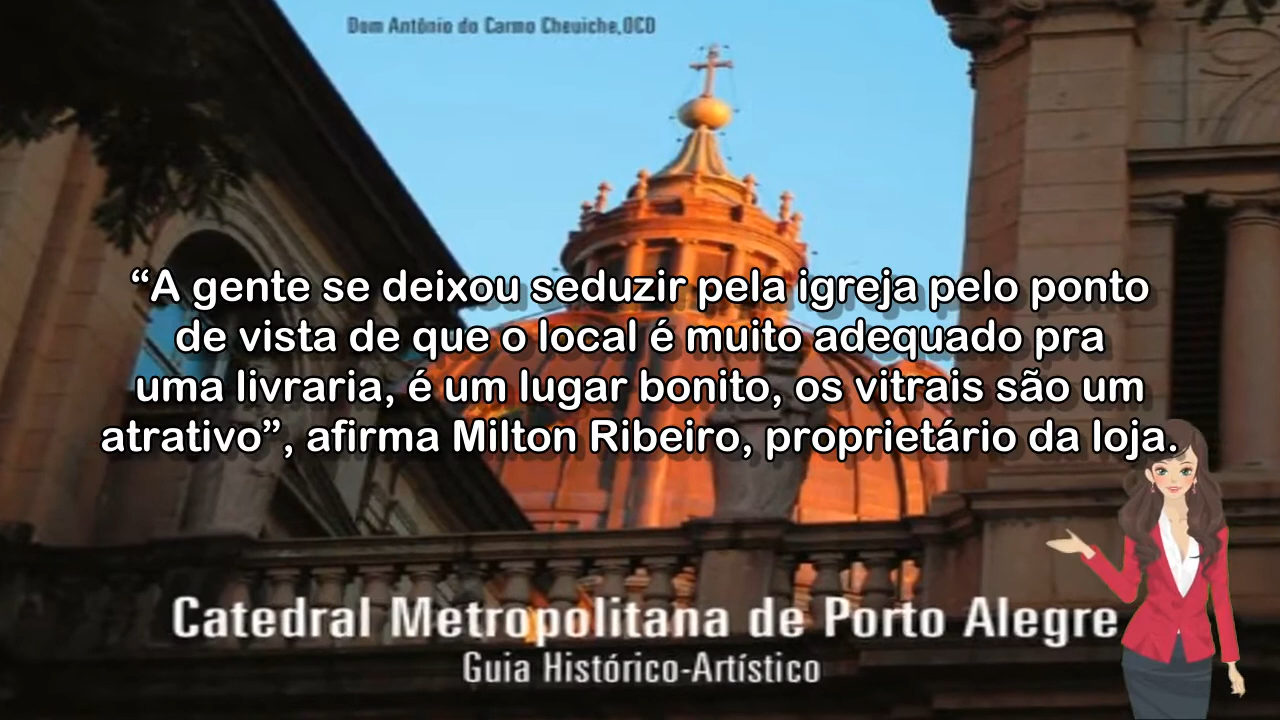 Dom Antônio do Carmo Cheuiche,OCD
“A gente se deixou seduzir pela igreja pelo ponto
de vista de que o local é muito adequado pra
uma livraria, é um lugar bonito, os vitrais são um
atrativo”, afirma Milton Ribeiro, proprietário da loja.
Catedral Metropolitana de Porto Alegre
Guia Histórico-Artístico